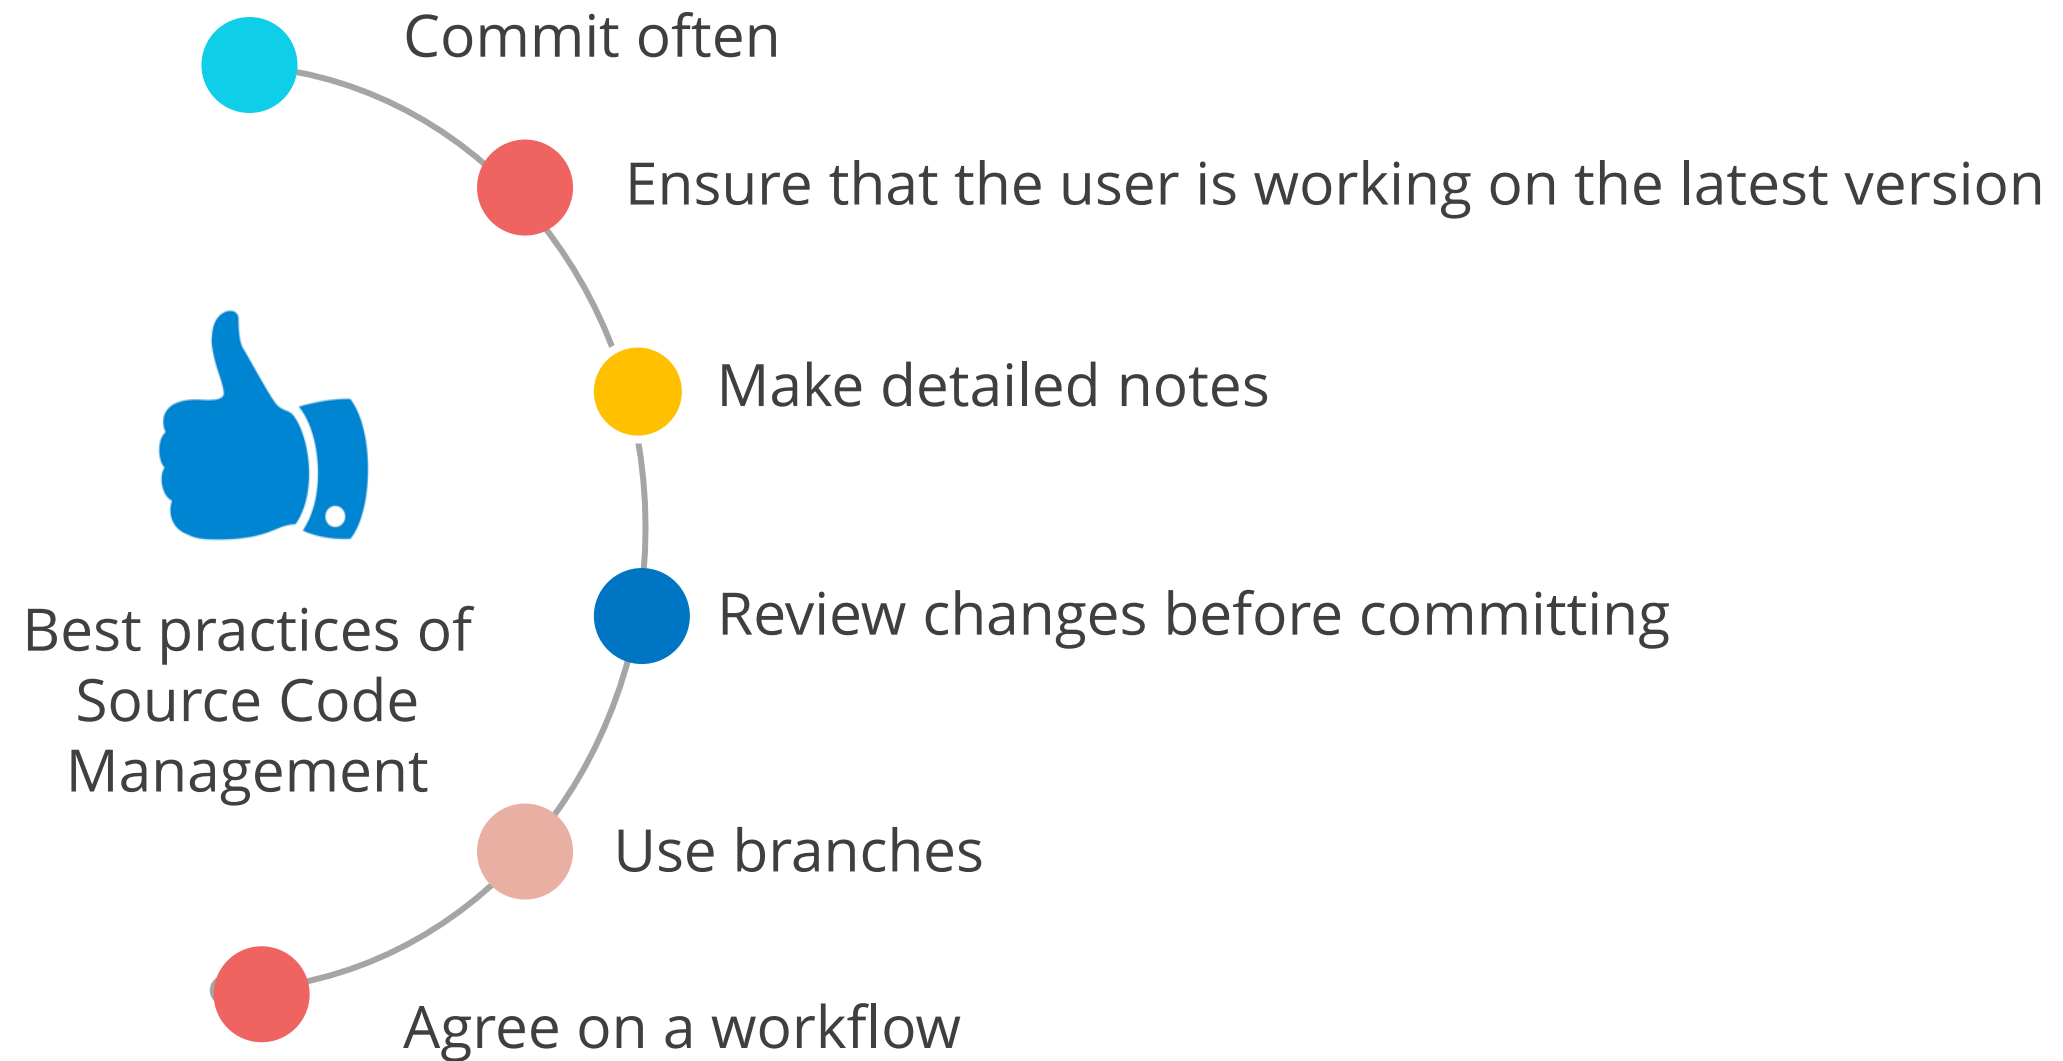 Commit often
Ensure that the user is working on the latest version
Make detailed notes
Review changes before committing
Best practices of
Source Code
Management
Use branches
Agree on a workflow